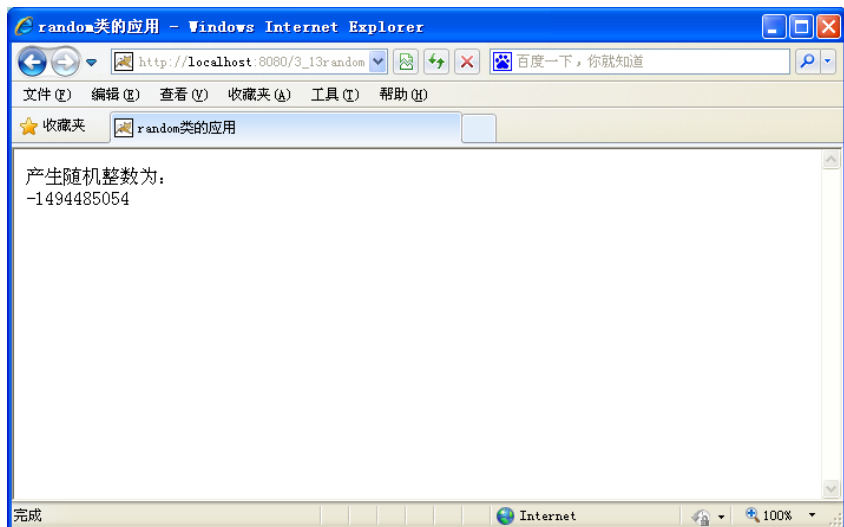 random类的应用 - Windows Internet Explorer
http://localhost:8080/3_13random
百度一下，你就知道
文件(F) 编辑(E) 查看(V) 收藏夹(A) 工具(T) 帮助(H)
收藏夹 random类的应用
产生随机整数为：
-1494485054
完成 Internet 100%